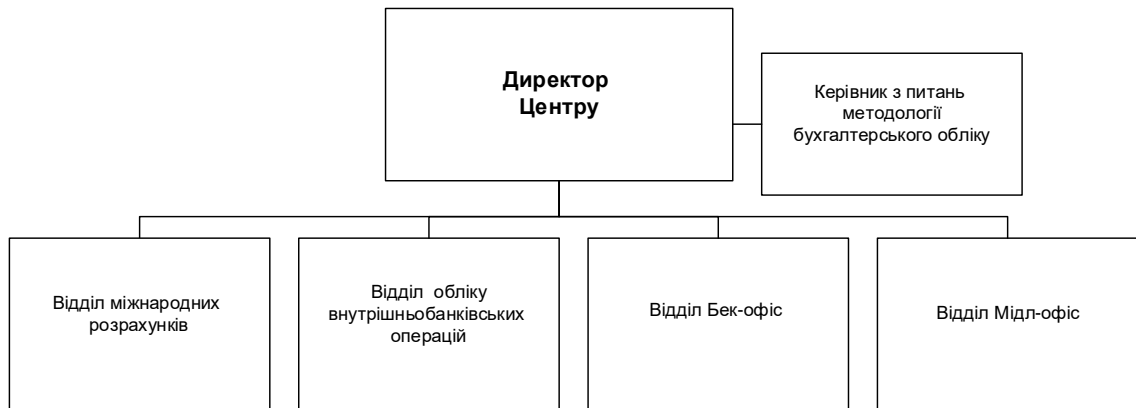 Директор
Центру
Керівник з питань
методології
бухгалтерського обліку
Відділ міжнародних
розрахунків
Відділ обліку
внутрішньобанківських
операцій
Відділ Бек-офіс
Відділ Мідл-офіс